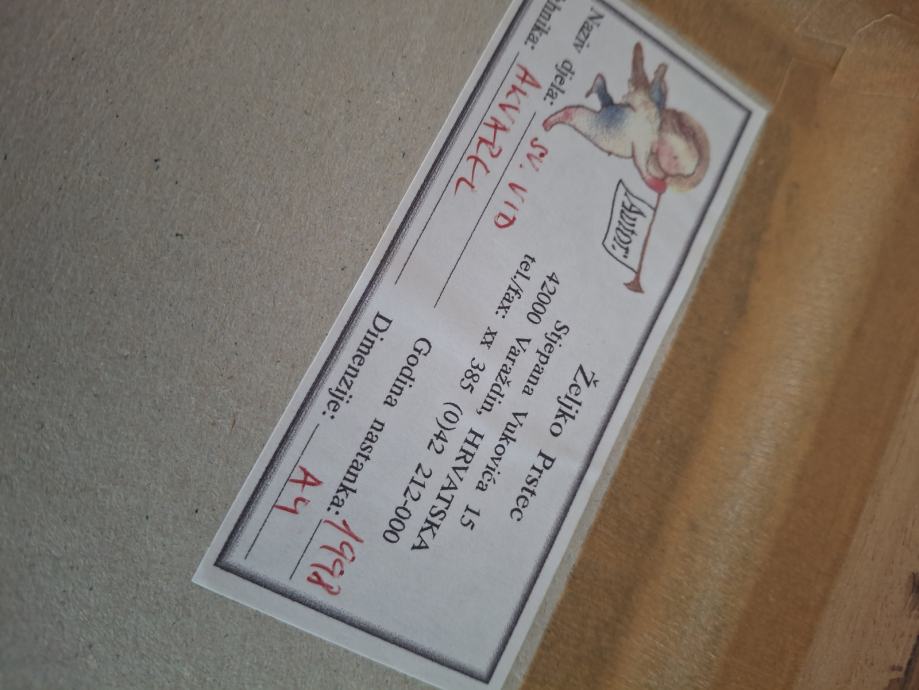 Autor:
Željko Prstec
Stjepana Vukovića 15
42000 Varaždin, HRVATSKA
tel./fax: xx 385 (0)42 212-000
Naziv djela: SV. VID
hnika: AKVAREL
Godina nastanka: 1998
Dimenzije: A4